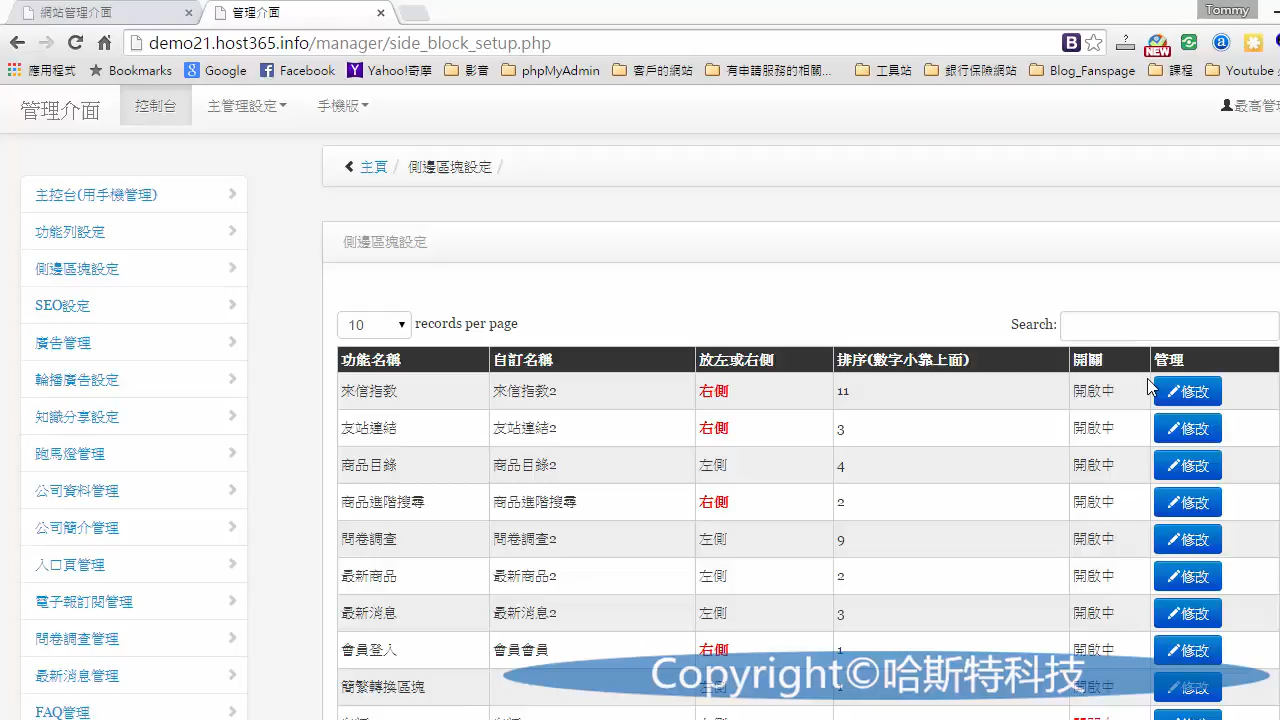 網站管理介面
管理介面
Tommy
demo21.host365.info/manager/side_block_setup.php
應用程式 Bookmarks Google Facebook Yahoo!奇摩 影音 phpMyAdmin 客戶的網站 有申請服務的相關... 工具站 銀行保險網站 Blog_Fanspage 課程 Youtube
NEW
管理介面 控制台 主管理設定 手機版 最高管
主頁 / 側邊區塊設定 /
主控台(用手機管理)
功能列設定
側邊區塊設定
SEO設定
廣告管理
輪播廣告設定
知識分享設定
跑馬燈管理
公司資料管理
公司簡介管理
入口頁管理
電子報訂閱管理
問卷調查管理
最新消息管理
FAQ管理
側邊區塊設定
10 records per page Search:
功能名稱 自訂名稱 放左或右側 排序(數字小靠上面) 開關 管理
來信指教 來信指教2 右側 11 開啟中 修改
友站連結 友站連結2 右側 3 開啟中 修改
商品目錄 商品目錄2 左側 4 開啟中 修改
商品進階搜尋 商品進階搜尋 右側 2 開啟中 修改
問卷調查 問卷調查2 左側 9 開啟中 修改
最新商品 最新商品2 左側 2 開啟中 修改
最新消息 最新消息2 左側 3 開啟中 修改
會員登入 會員會員 右側 1 開啟中 修改
簡繁轉換區塊 左側 開啟中 修改
Copyright©哈斯特科技